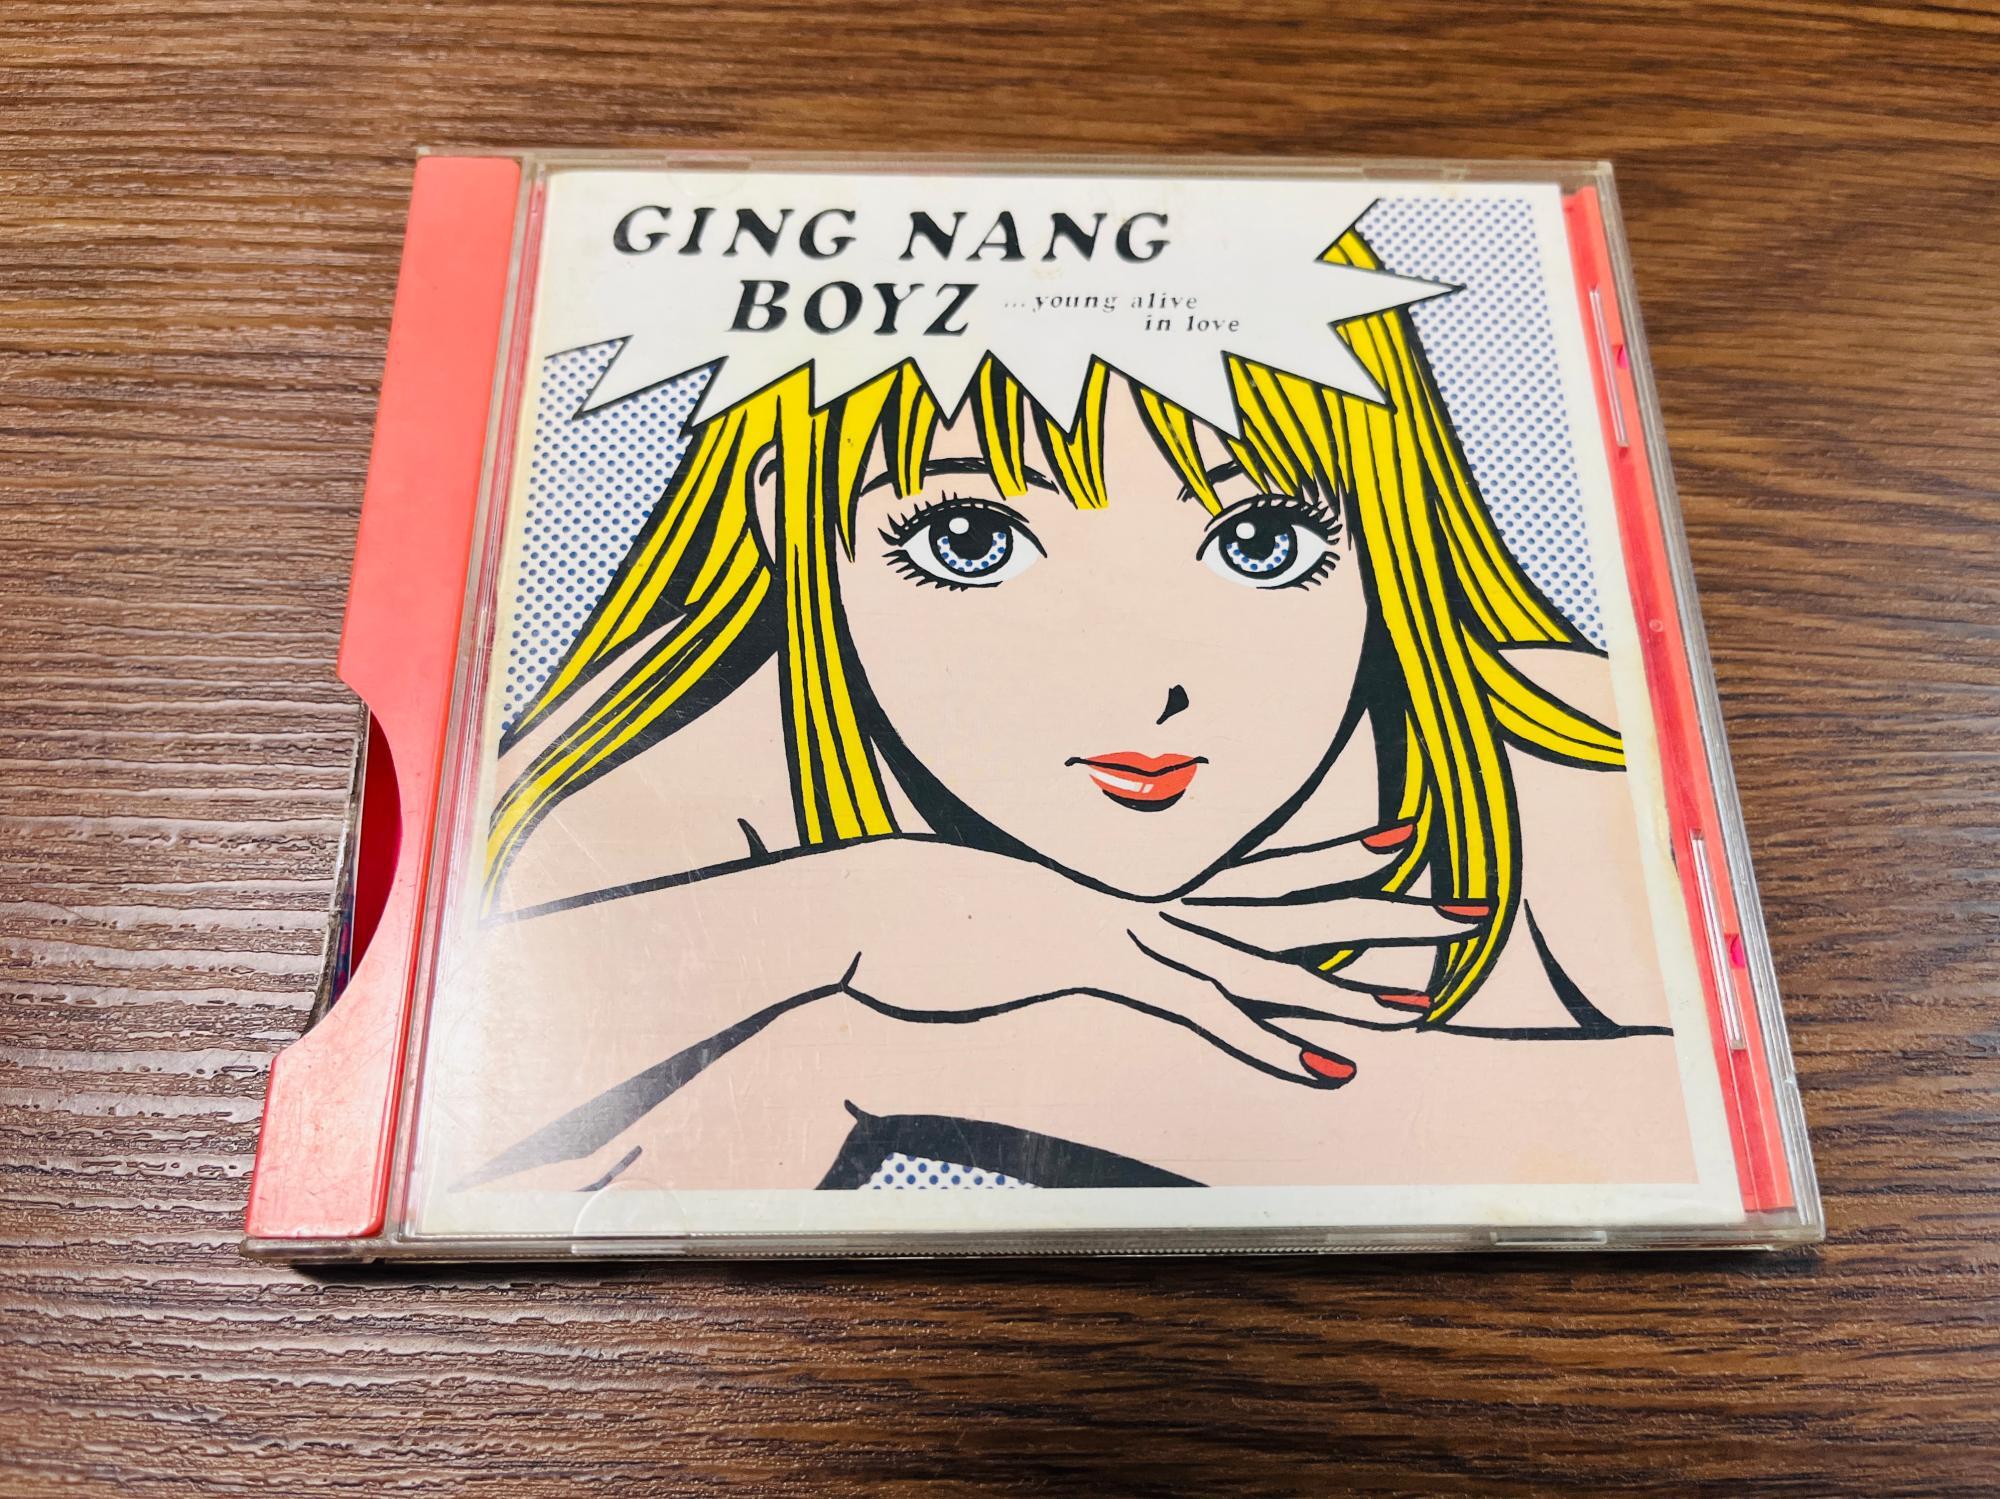 GING NANG
BOYZ ...young alive
in love